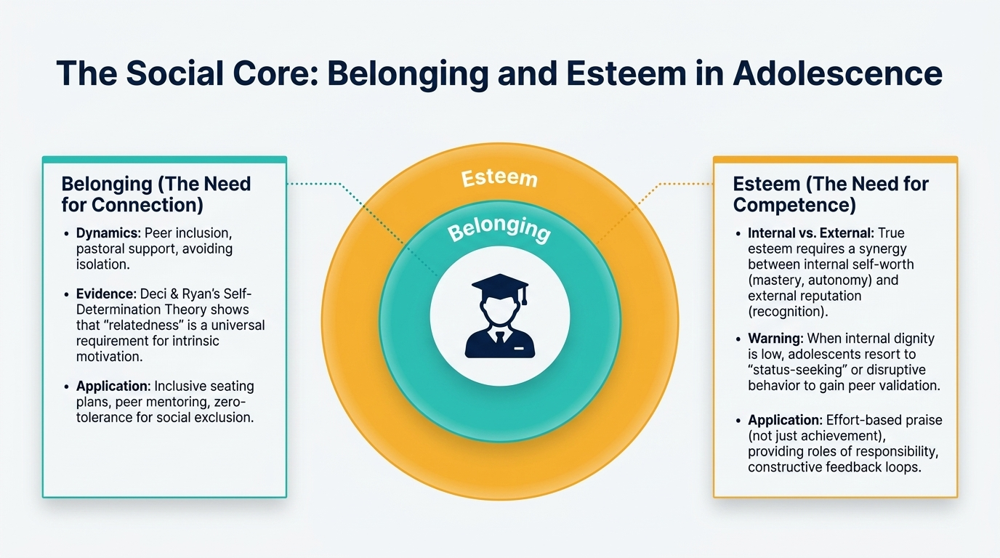 The Social Core: Belonging and Esteem in Adolescence
Belonging (The Need
for Connection)
• Dynamics: Peer inclusion,
pastoral support, avoiding
isolation.
• Evidence: Deci & Ryan’s Self-
Determination Theory shows
that “relatedness” is a universal
requirement for intrinsic
motivation.
• Application: Inclusive seating
plans, peer mentoring, zero-
tolerance for social exclusion.
Esteem
Belonging
Esteem (The Need for
Competence)
• Internal vs. External: True
esteem requires a synergy
between internal self-worth
(mastery, autonomy) and
external reputation
(recognition).
• Warning: When internal dignity
is low, adolescents resort to
“status-seeking” or disruptive
behavior to gain peer validation.
• Application: Effort-based praise
(not just achievement),
providing roles of responsibility,
constructive feedback loops.